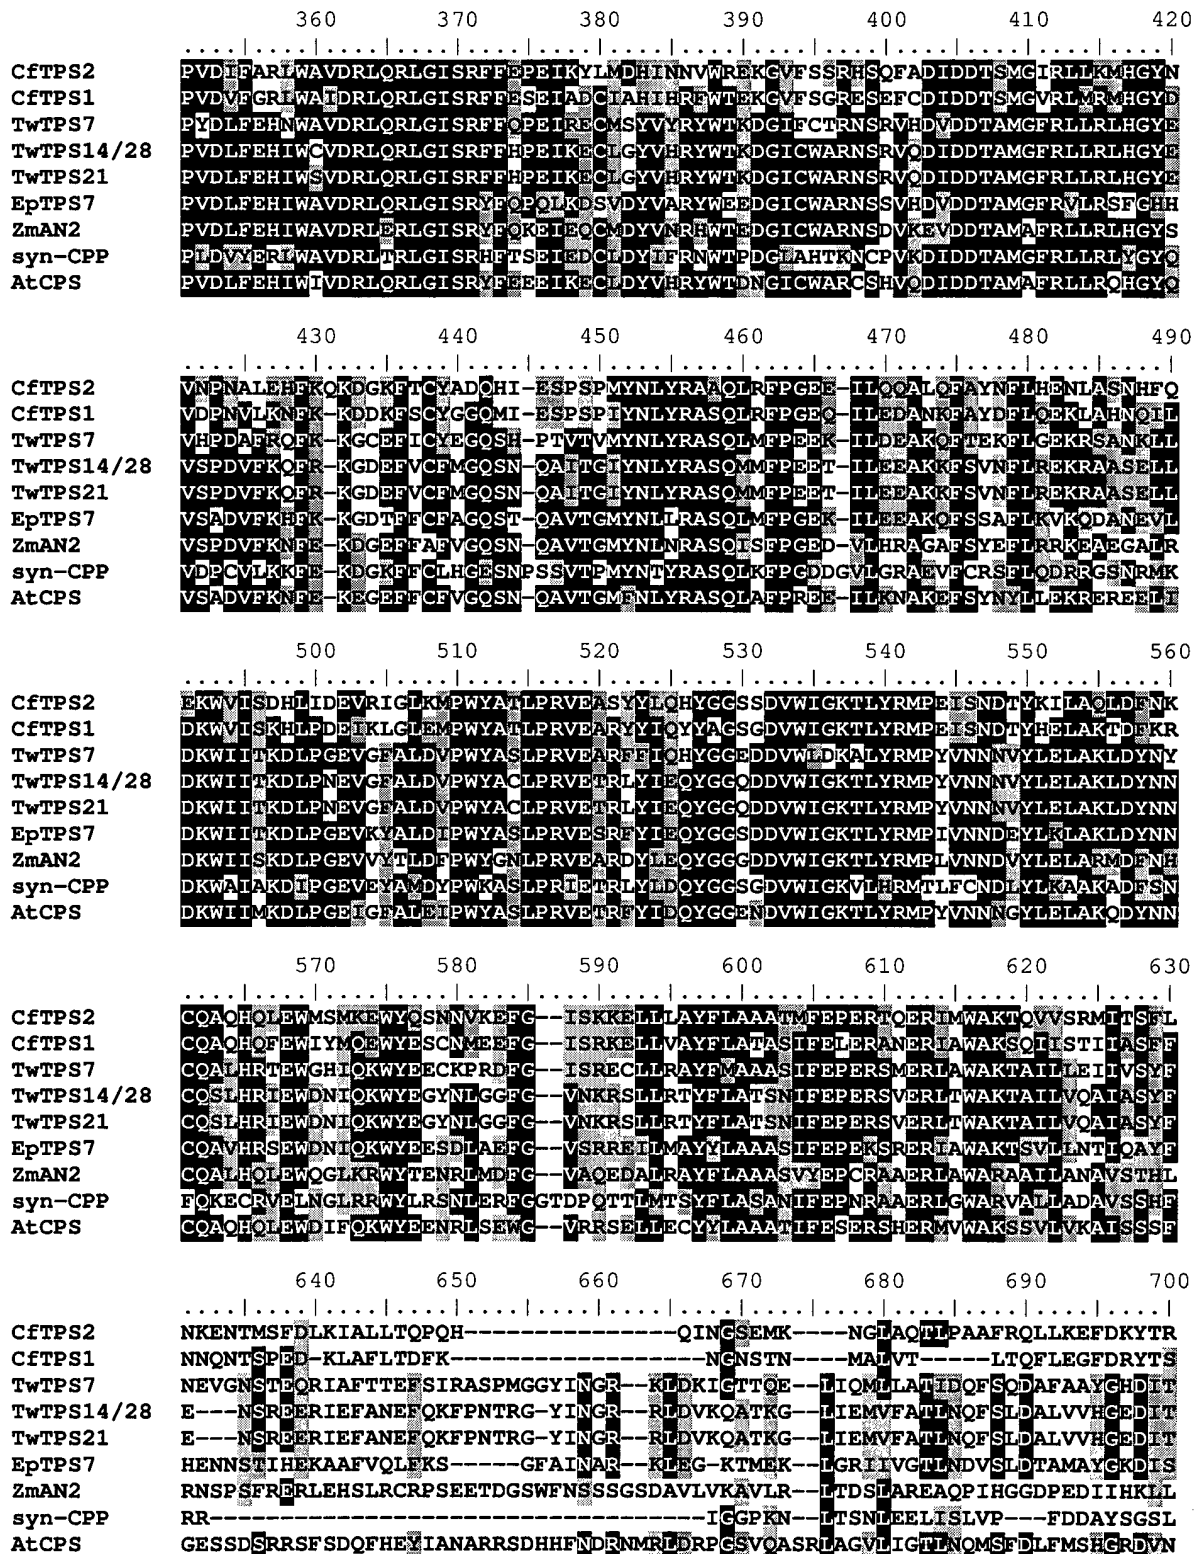 360 370 380 390 400 410 420
CfTPS2 PVDIFARLWAVDRLQRLGISRFFEPEIKYLMDHINNVWREKGVFSSRHSQFADIDDTSMGIRLLKMHGYN
CfTPS1 PVDVFGRLWAIDRLQRLGISRFFESEIADCIAHIHRFWTEKGVFSGRESEFCDIDDTSMGVRLMRMHGYD
TwTPS7 PYDLFEHNWAVDRLQRLGISRFFQPEIRECMSYVYRYWTKDGIFCTRNSRVHDVDDTAMGFRLLRLHGYE
TwTPS14/28 PVDLFEHIWCVDRLQRLGISRFFHPEIKECLGYVHRYWTKDGICWARNSRVQDIDDTAMGFRLLRLHGYE
TwTPS21 PVDLFEHIWSVDRLQRLGISRFFHPEIKECLCYVHRYWTKDGICWARNSRVQDIDDTAMGFRLLRLHGYE
EpTPS7 PVDLFEHIWAVDRLQRLGISRYFQPQLKDSVDYVARYWEEDGICWARNSSVHDVDDTAMGFRVLRSFGHH
ZmAN2 PVDLFEHIWAVDRLERLGISRYFQKEIEQCMDYVNRHWTEDGICWARNSDVKEVDDTAMAFRLLRLHGYS
syn-CPP PLDVYERLWAVDRLTRLGISRHFTSEIEDCLDYIFRNWTPDGLAHTKNCPVKDIDDTAMGFRLLRLYGYQ
AtCPS PVDLFEHIWIVDRLQRLGISRYFEEEIKECLDYVHRYWTDNGICWARCSHVQDIDDTAMAFRLLRQHGYQ
430 440 450 460 470 480 490
CfTPS2 VNPNALEHFKQKDGKFTCYADQHI-ESPSPMYNLYRAAQLRFPGEE-ILQQALQFAYNFLHENLASNHFQ
CfTPS1 VDPNVLKNFK-KDDKFSCYGGQMI-ESPSPIYNLYRASQLRFPGEQ-ILEDANKFAYDFLQEKLAHNQIL
TwTPS7 VHPDAFRQFK-KGCEFICYEGQSH-PTVTVMYNLYRASQLMFPEEK-ILDEAKQFTEKFLGEKRSANKLL
TwTPS14/28 VSPDVFKQFR-KGDEFVCFMGQSN-QAITGIYNLYRASQMMFPEET-ILEEAKKFSVNFLREKRAASELL
TwTPS21 VSPDVFKQFR-KGDEFVCFMGQSN-QAITGIYNLYRASQMMFPEET-ILEEAKKFSVNFLREKRAASELL
EpTPS7 VSADVFKHFK-KGDTFFCFAGQST-QAVTGMYNLLRASQLMFPGEK-ILEEAKQFSSAFLKVKQDANEVL
ZmAN2 VSPDVFKNFE-KDGEFFAFVGQSN-QAVTGMYNLNRASQISFPGED-VLHRAGAFSYEFLRRKEAEGALR
syn-CPP VDPCVLKKFE-KDGKFFCLHGESNPSSVTPMYNTYRASQLKFPGDDGVLGRAEVFCRSFLQDRRGSNRMK
AtCPS VSADVFKNFE-KEGEFFCFVGQSN-QAVTGMFNLYRASQLAFPREE-ILKNAKEFSYNYLLEKREREELI
500 510 520 530 540 550 560
CfTPS2 EKWVISDHLIDEVRIGLKMPWYATLPRVEASYYLQHYGGSSDVWIGKTLYRMPEISNDTYKILAQLDFNK
CfTPS1 DKWVISKHLPDEIKLGLEMPWYATLPRVEARYYIQYYAGSGDVWIGKTLYRMPEISNDTYHELAKTDFKR
TwTPS7 DKWIITKDLPGEVGFALDVPWYASLPRVEARFFIQHYGGEDDVWLDKALYRMPYVNNNVYLELAKLDYNY
TwTPS14/28 DKWIITKDLPNEVGFALDVPWYACLPRVETRLYIEQYGGQDDVWIGKTLYRMPYVNNNVYLELAKLDYNN
TwTPS21 DKWIITKDLPNEVGFALDVPWYACLPRVETRLYIEQYGGQDDVWIGKTLYRMPYVNNNVYLELAKLDYNN
EpTPS7 DKWIITKDLPGEVKYALDIPWYASLPRVESRFYIEQYGGSDDVWIGKTLYRMPIVNNDEYLKLAKLDYNN
ZmAN2 DKWIISKDLPGEVVYTLDFPWYGNLPRVEARDYLEQYGGGDDVWIGKTLYRMPLVNNDVYLELARMDFNH
syn-CPP DKWAIAKDIPGEVEYAMDYPWKASLPRIETRLYLDQYGGSGDVWIGKVLHRMTLFCNDLYLKAAKADFSN
AtCPS DKWIIMKDLPGEIGFALEIPWYASLPRVETRFYIDQYGGENDVWIGKTLYRMPYVNNNGYLELAKQDYNN
570 580 590 600 610 620 630
CfTPS2 CQAQHQLEWMSMKEWYQSNNVKEFG--ISKKELLLAYFLAAATMFEPERTQERIMWAKTQVVSRMITSFL
CfTPS1 CQAQHQFEWIYMQEWYESCNMEEFG--ISRKELLVAYFLATASIFELERANERIAWAKSQIISTIIASFF
TwTPS7 CQALHRTEWGHIQKWYEECKPRDFG--ISRECLLRAYFMAAASIFEPERSMERLAWAKTAILLEIIVSYF
TwTPS14/28 CQSLHRIEWDNIQKWYEGYNLGGFG--VNKRSLLRTYFLATSNIFEPERSVERLTWAKTAILVQAIASYF
TwTPS21 CQSLHRIEWDNIQKWYEGYNLGGFG--VNKRSLLRTYFLATSNIFEPERSVERLTWAKTAILVQAIASYF
EpTPS7 CQAVHRSEWDNIQKWYEESDLAEFG--VSRREILMAYYLAAASIFEPEKSRERIAWAKTSVLLNTIQAYF
ZmAN2 CQALHQLEWQGLKRWYTENRLMDFG--VAQEDALRAYFLAAASVYEPCRAAERLAWARAAILANAVSTHL
syn-CPP FQKECRVELNGLRRWYLRSNLERFGGTDPQTTLMTSYFLASANIFEPNRAAERLGWARVALLADAVSSHF
AtCPS CQAQHQLEWDIFQKWYEENRLSEWG--VRRSELLECYYLAAATIFESERSHERMVWAKSSVLVKAISSSF
640 650 660 670 680 690 700
CfTPS2 NKENTMSFDLKIALLTQPQH---------------QINGSEMK----NGLAQTLPAAFRQLLKEFDKYTR
CfTPS1 NNQNTSPED-KLAFLTDFK------------------NGNSTN----MALVT-----LTQFLEGFDRYTS
TwTPS7 NEVGNSTEQRIAFTTEFSIRASPMGGYINGR--KLDKIGTTQE----LIQMLLATIDQFSQDAFAAYGHDIT
TwTPS14/28 E---NSREERIEFANEFQKFPNTRG-YINGR--RLDVKQATKG--LIEMVFATLNQFSLDALVVHGEDIT
TwTPS21 E---NSREERIEFANEFQKFPNTRG-YINGR--RLDVKQATKG--LIEMVFATLNQFSLDALVVHGEDIT
EpTPS7 HENNSTIHEKAAFVQLFKS-----GFAINAR--KLEG-KTMEK--LGRIIVGTLNDVSLDTAMAYGKDIS
ZmAN2 RNSPSFRERLEHSLRCRPSEETDGSWFNSSSGSDAVLVKAVLR--LTDSLAREAQPIHGGDPEDIIHKLL
syn-CPP RR-----------------------------------IGGPKN--LTSNLEELISLVP---FDDAYSGSL
AtCPS GESSDSRRSFSDQFHEYIANARRSDHHFNDRNMRLDRPGSVQASRLAGVLIGTLNQMSFDLFMSHGRDVN